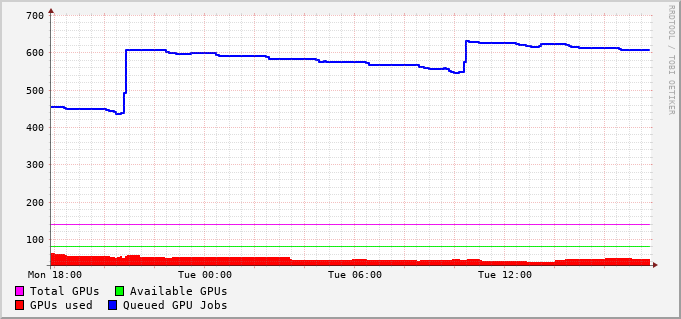 700
600
500
400
300
200
100
Mon 18:00 Tue 00:00 Tue 06:00 Tue 12:00
Total GPUs Available GPUs
GPUs used Queued GPU Jobs
RRDTOOL / TOBI OETIKER